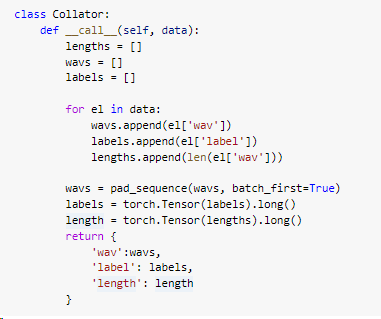 class Collator:
    def __call__(self, data):
        lengths = []
        wavs = []
        labels = []

        for el in data:
            wavs.append(el['wav'])
            labels.append(el['label'])
            lengths.append(len(el['wav']))

        wavs = pad_sequence(wavs, batch_first=True)
        labels = torch.Tensor(labels).long()
        length = torch.Tensor(lengths).long()
        return {
            'wav':wavs,
            'label': labels,
            'length': length
        }